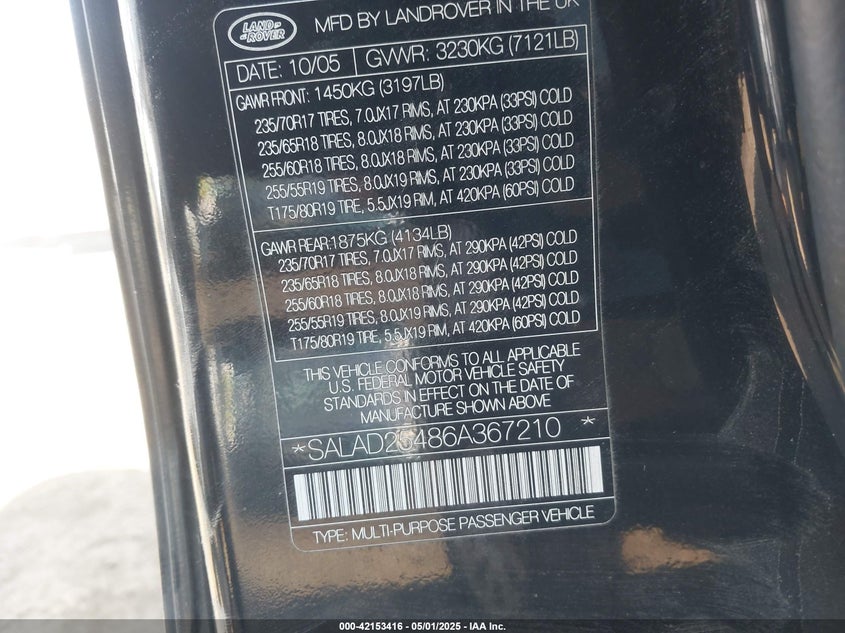 LAND ROVER
MFD BY LANDROVER IN THE UK
DATE: 10/05 GVWR: 3230KG (7121LB)
GAWR FRONT: 1450KG (3197LB)
235/70R17 TIRES, 7.0JX17 RIMS, AT 230KPA (33PSI) COLD
235/65R18 TIRES, 8.0JX18 RIMS, AT 230KPA (33PSI) COLD
255/60R18 TIRES, 8.0JX18 RIMS, AT 230KPA (33PSI) COLD
255/55R19 TIRES, 8.0JX19 RIMS, AT 230KPA (33PSI) COLD
T175/80R19 TIRE, 5.5JX19 RIM, AT 420KPA (60PSI) COLD
GAWR REAR:1875KG (4134LB)
235/70R17 TIRES, 7.0JX17 RIMS, AT 290KPA (42PSI) COLD
235/65R18 TIRES, 8.0JX18 RIMS, AT 290KPA (42PSI) COLD
255/60R18 TIRES, 8.0JX18 RIMS, AT 290KPA (42PSI) COLD
255/55R19 TIRES, 8.0JX19 RIMS, AT 290KPA (42PSI) COLD
T175/80R19 TIRE, 5.5JX19 RIM, AT 420KPA (60PSI) COLD
THIS VEHICLE CONFORMS TO ALL APPLICABLE
U.S. FEDERAL MOTOR VEHICLE SAFETY
STANDARDS IN EFFECT ON THE DATE OF
MANUFACTURE SHOWN ABOVE
*SALAD25486A367210 *
TYPE: MULTI-PURPOSE PASSENGER VEHICLE
000-42153416 - 05/01/2025 - IAA Inc.